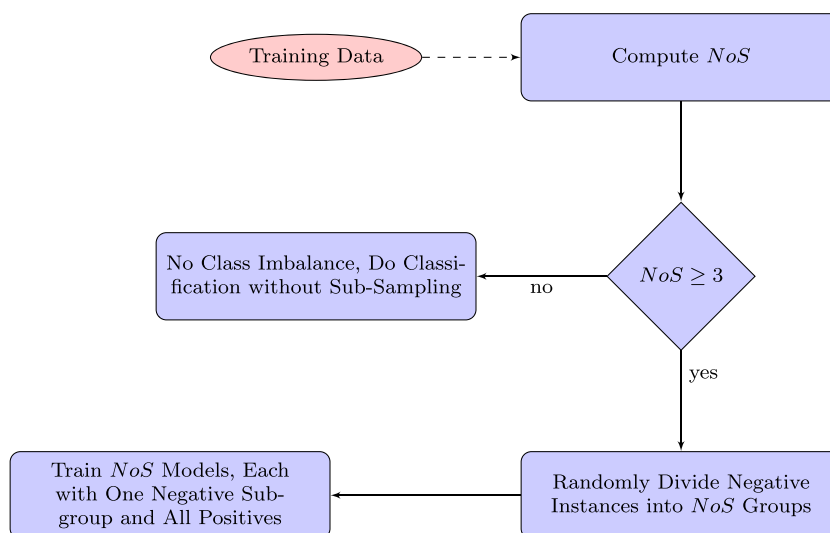 Training Data
Compute NoS
No Class Imbalance, Do Classi-
fication without Sub-Sampling
no
NoS ≥ 3
yes
Train NoS Models, Each
with One Negative Sub-
group and All Positives
Randomly Divide Negative
Instances into NoS Groups